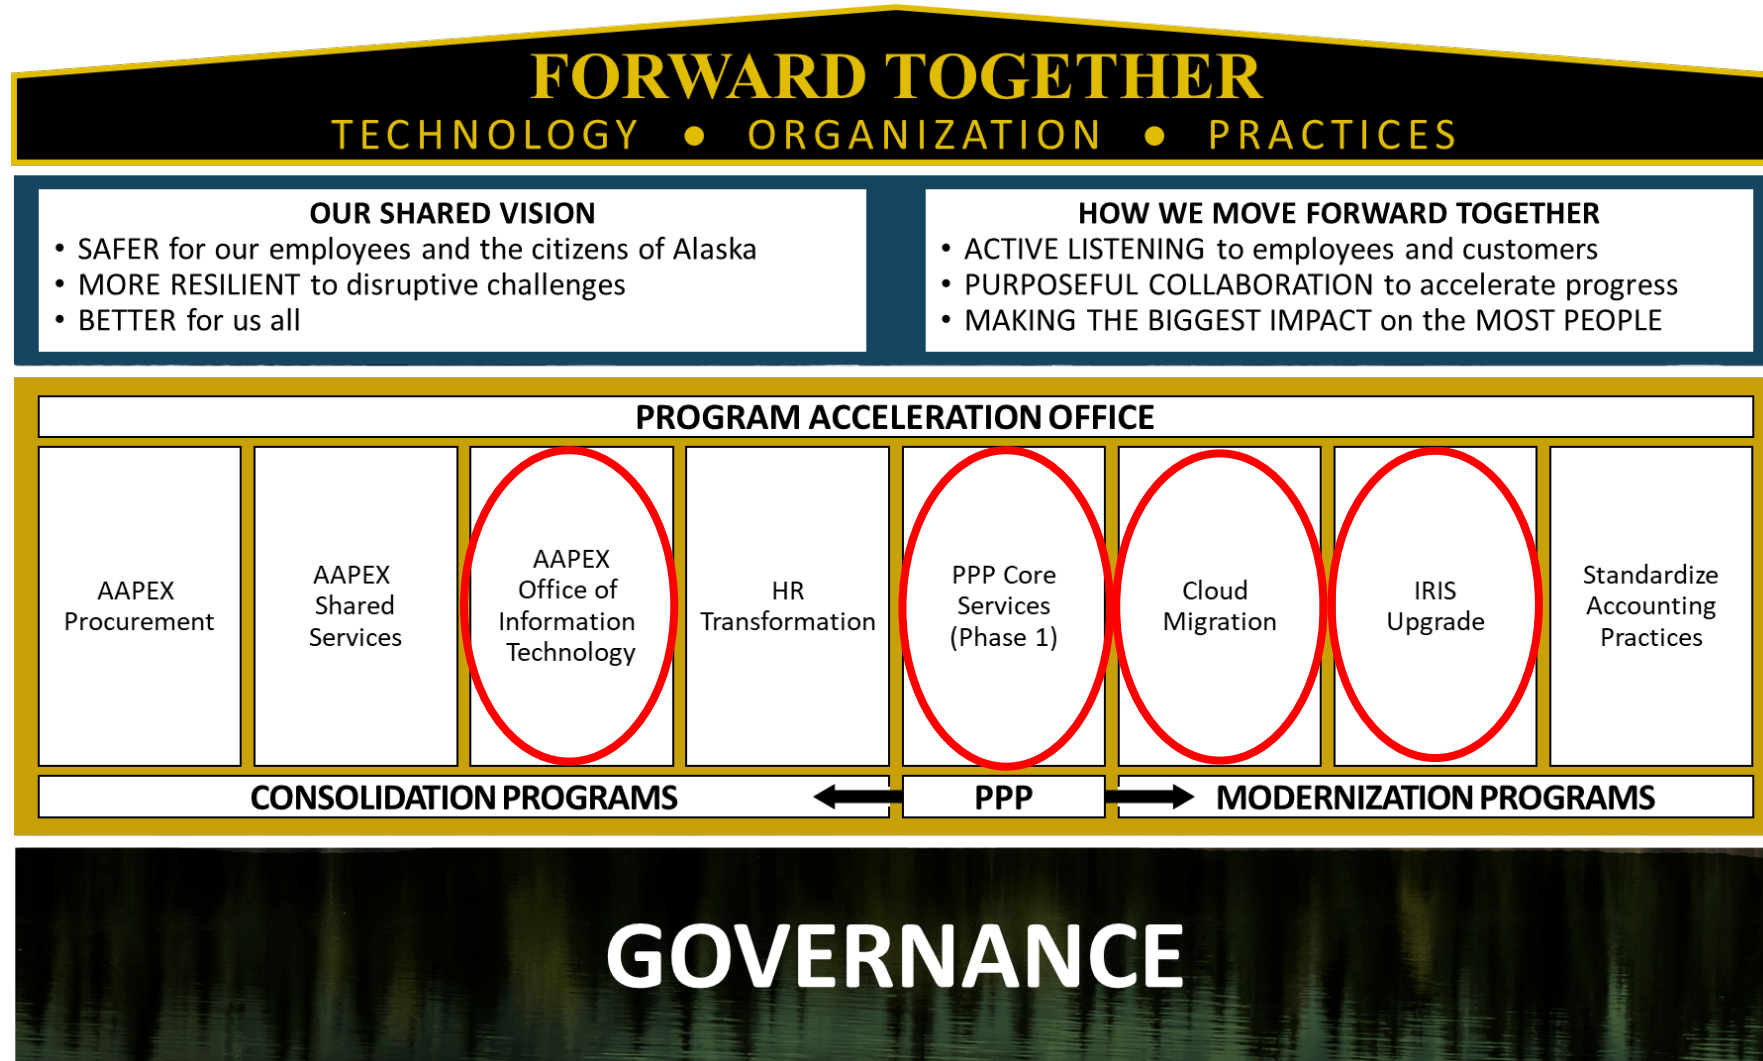 FORWARD TOGETHER
TECHNOLOGY ● ORGANIZATION ● PRACTICES
OUR SHARED VISION
• SAFER for our employees and the citizens of Alaska
• MORE RESILIENT to disruptive challenges
• BETTER for us all
HOW WE MOVE FORWARD TOGETHER
• ACTIVE LISTENING to employees and customers
• PURPOSEFUL COLLABORATION to accelerate progress
• MAKING THE BIGGEST IMPACT on the MOST PEOPLE
PROGRAM ACCELERATION OFFICE
AAPEX
Procurement
AAPEX
Shared
Services
AAPEX
Office of
Information
Technology
HR
Transformation
PPP Core
Services
(Phase 1)
Cloud
Migration
IRIS
Upgrade
Standardize
Accounting
Practices
CONSOLIDATION PROGRAMS
PPP
MODERNIZATION PROGRAMS
GOVERNANCE